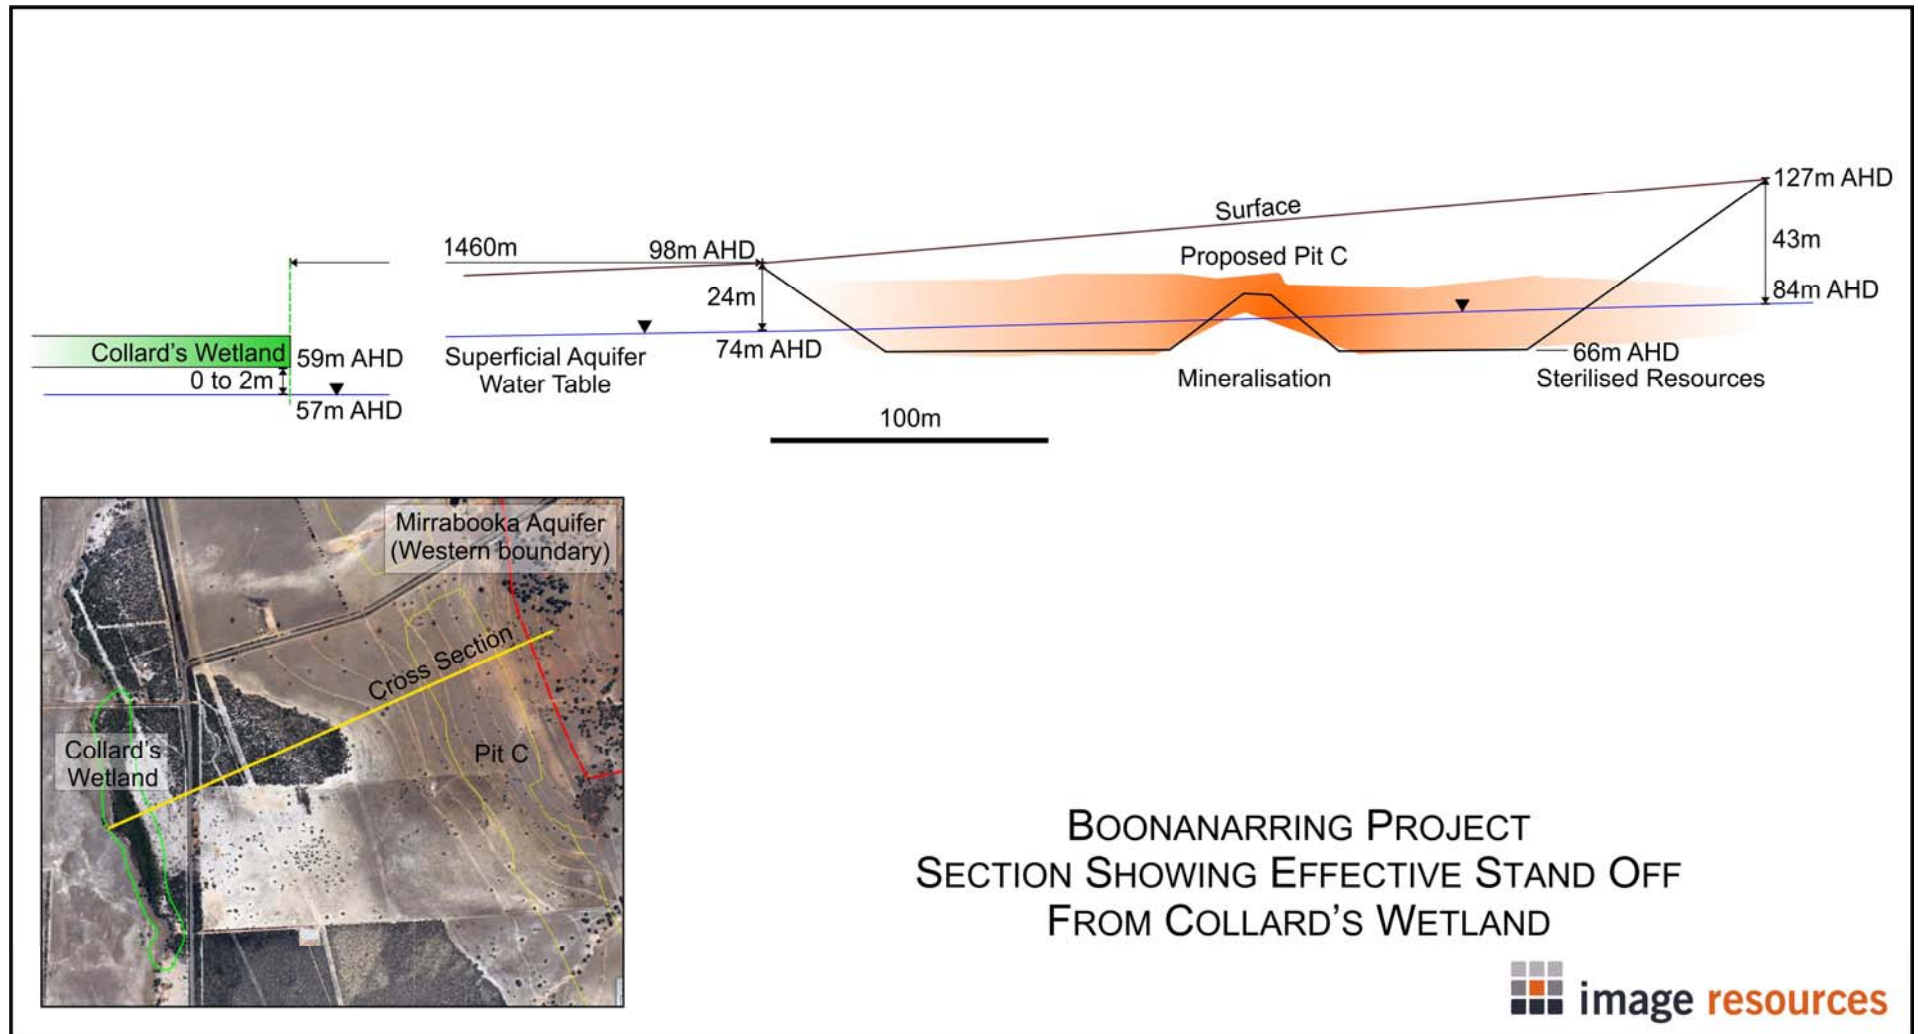 127m AHD
Surface
43m
1460m
98m AHD
Proposed Pit C
24m
84m AHD
Collard's Wetland
59m AHD
0 to 2m
57m AHD
Superficial Aquifer
Water Table
74m AHD
Mineralisation
66m AHD
Sterilised Resources
100m
Mirrabooka Aquifer
(Western boundary)
Cross Section
Collard's
Wetland
Pit C
BOONANARRING PROJECT
SECTION SHOWING EFFECTIVE STAND OFF
FROM COLLARD'S WETLAND
image resources